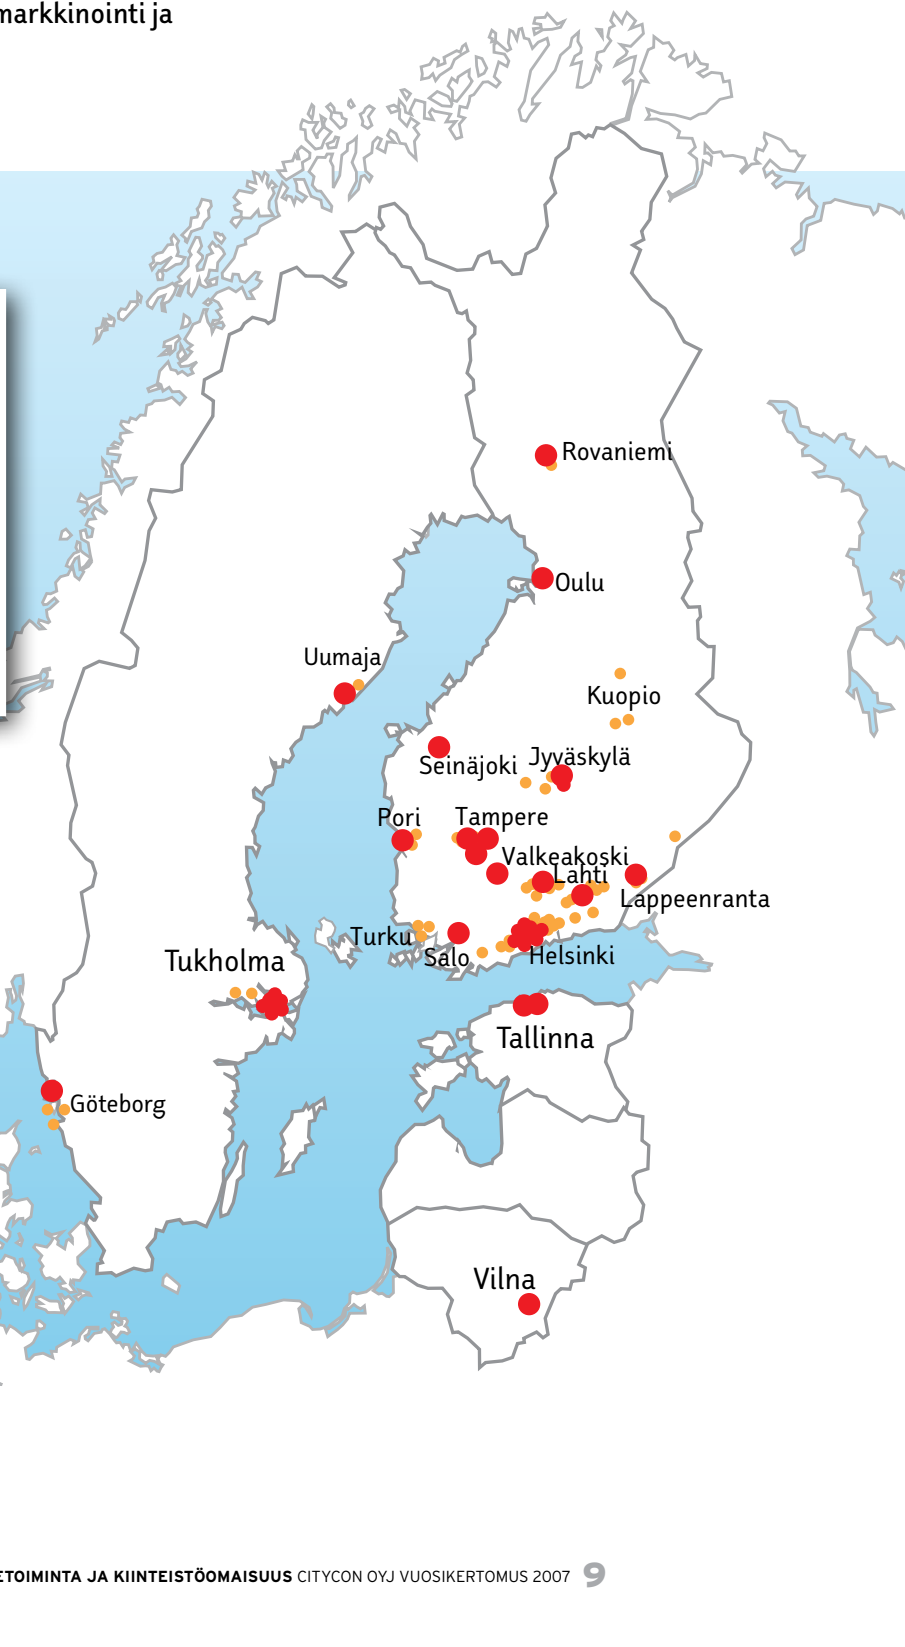 markkinointi ja
Rovaniemi
Oulu
Uumaja
Kuopio
Seinäjoki
Jyväskylä
Pori
Tampere
Valkeakoski
Lahti
Lappeenranta
Turku
Salo
Helsinki
Tukholma
Tallinna
Göteborg
Vilna
ETOIMINTA JA KIINTEISTÖOMAISUUS CITYCON OYJ VUOSIKERTOMUS 2007 9